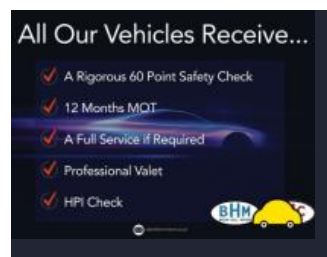 All Our Vehicles Receive...
A Rigorous 60 Point Safety Check
12 Months MOT
A Full Service if Required
Professional Valet
HPI Check
BHM
C